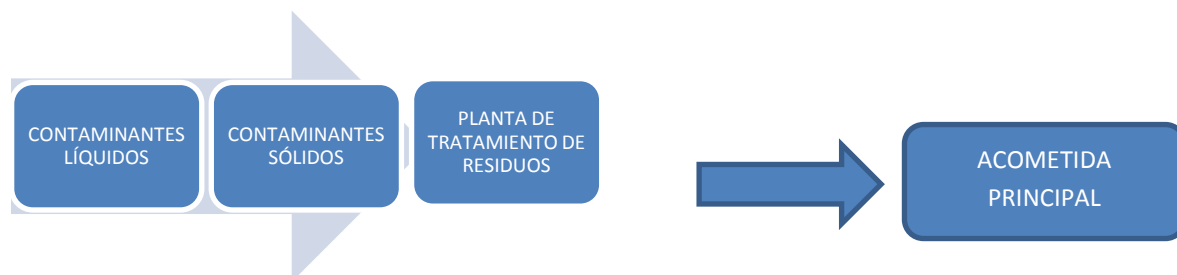 CONTAMINANTES
LÍQUIDOS
CONTAMINANTES
SÓLIDOS
PLANTA DE
TRATAMIENTO DE
RESIDUOS
ACOMETIDA
PRINCIPAL